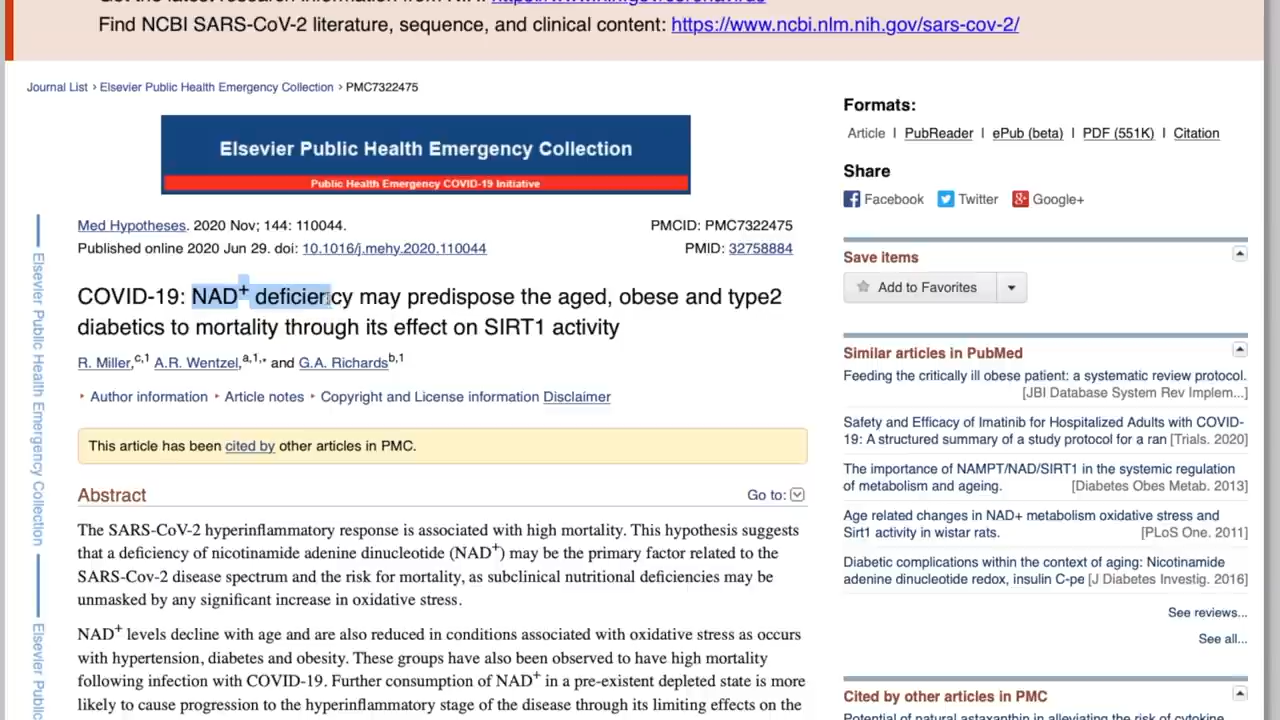 Find NCBI SARS-CoV-2 literature, sequence, and clinical content: https://www.ncbi.nlm.nih.gov/sars-cov-2/
Journal List › Elsevier Public Health Emergency Collection › PMC7322475
Elsevier Public Health Emergency Collection
Public Health Emergency COVID-19 Initiative
Med Hypotheses. 2020 Nov; 144: 110044.
PMCID: PMC7322475
Published online 2020 Jun 29. doi: 10.1016/j.mehy.2020.110044
PMID: 32758884
COVID-19: NAD+ deficiency may predispose the aged, obese and type2
diabetics to mortality through its effect on SIRT1 activity
R. Miller,c,1 A.R. Wentzel,a,1,* and G.A. Richardsb,1
Author information Article notes Copyright and License information Disclaimer
This article has been cited by other articles in PMC.
Abstract
Go to:
The SARS-CoV-2 hyperinflammatory response is associated with high mortality. This hypothesis suggests
that a deficiency of nicotinamide adenine dinucleotide (NAD+) may be the primary factor related to the
SARS-Cov-2 disease spectrum and the risk for mortality, as subclinical nutritional deficiencies may be
unmasked by any significant increase in oxidative stress.
NAD+ levels decline with age and are also reduced in conditions associated with oxidative stress as occurs
with hypertension, diabetes and obesity. These groups have also been observed to have high mortality
following infection with COVID-19. Further consumption of NAD+ in a pre-existent depleted state is more
likely to cause progression to the hyperinflammatory stage of the disease through its limiting effects on the
Elsevier Public Health Emergency Collection
Elsevier Public
Formats:
Article | PubReader | ePub (beta) | PDF (551K) | Citation
Share
Facebook Twitter Google+
Save items
Add to Favorites
Similar articles in PubMed
Feeding the critically ill obese patient: a systematic review protocol.
[JBI Database System Rev Implem...]
Safety and Efficacy of Imatinib for Hospitalized Adults with COVID-
19: A structured summary of a study protocol for a ran [Trials. 2020]
The importance of NAMPT/NAD/SIRT1 in the systemic regulation
of metabolism and ageing. [Diabetes Obes Metab. 2013]
Age related changes in NAD+ metabolism oxidative stress and
Sirt1 activity in wistar rats. [PLoS One. 2011]
Diabetic complications within the context of aging: Nicotinamide
adenine dinucleotide redox, insulin C-pe [J Diabetes Investig. 2016]
See reviews...
See all...
Cited by other articles in PMC
Potential of natural astaxanthin in alleviating the risk of cytokine